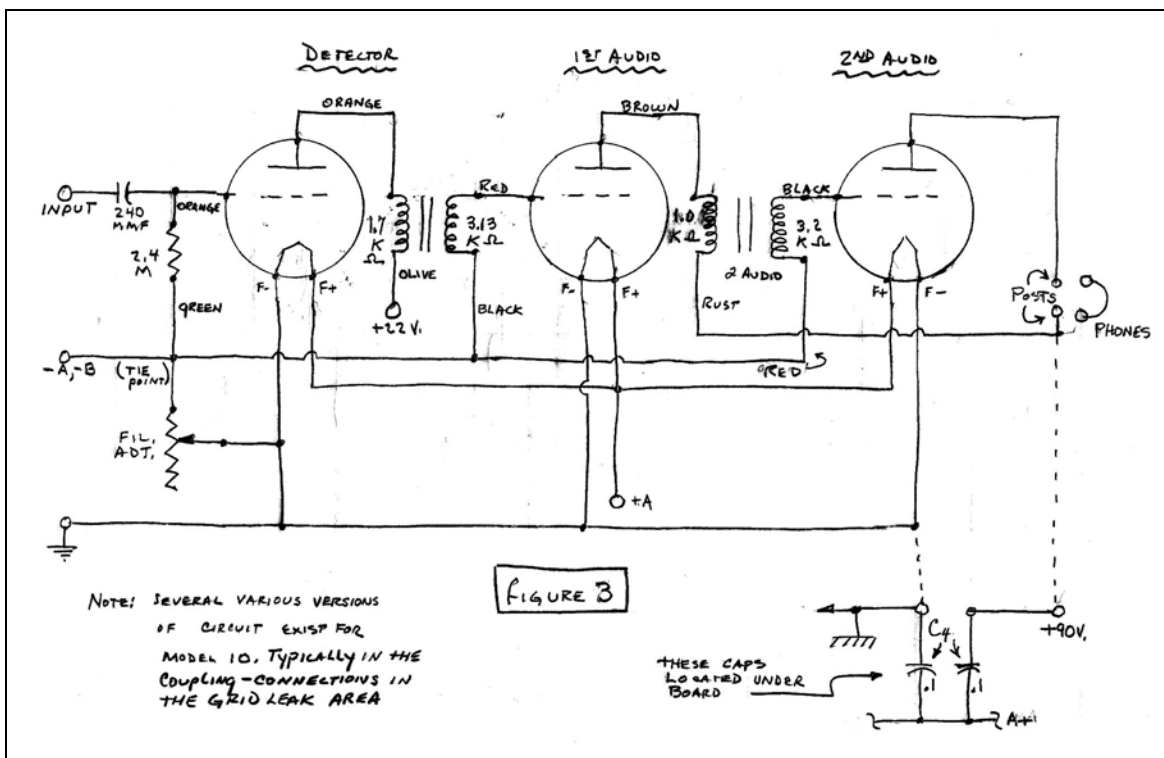 DETECTOR
1ST AUDIO
2ND AUDIO
ORANGE
BROWN
INPUT
240
MMF
ORANGE
2.4
M
GREEN
F-
F+
1.7
K
Ω
OLIVE
+22 V.
RED
3.13
K Ω
BLACK
F-
F+
1.0
K Ω
RUST
2 AUDIO
BLACK
3.2
K Ω
RED
F+
F-
POSTS
PHONES
-A, -B
(TIE
POINT)
FIL.
ADJ.
+A
FIGURE 3
NOTE: SEVERAL VARIOUS VERSIONS
OF CIRCUIT EXIST FOR
MODEL 10. TYPICALLY IN THE
COUPLING-CONNECTIONS IN
THE GRID LEAK AREA
THESE CAPS
LOCATED UNDER
BOARD
C4
.1
.1
+90V.
A+